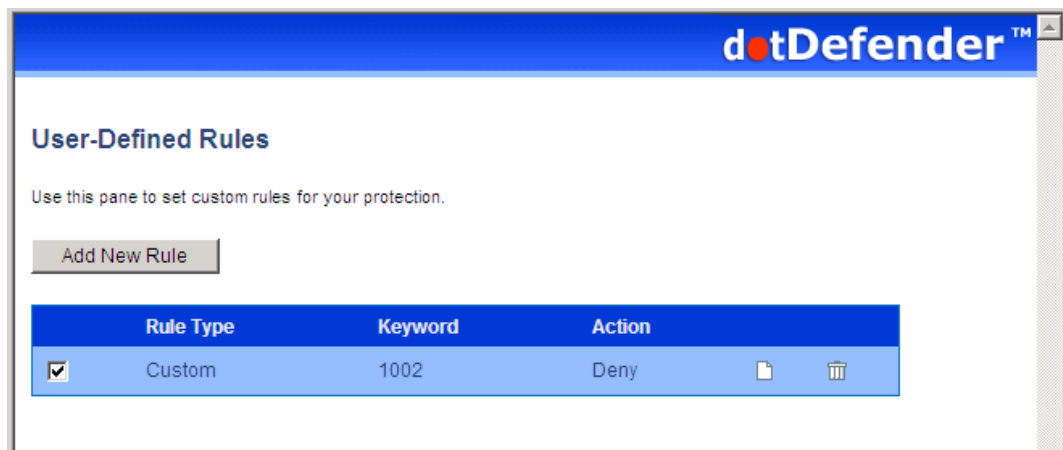 dotDefender™
User-Defined Rules
Use this pane to set custom rules for your protection.
Add New Rule
Rule Type Keyword Action
Custom 1002 Deny